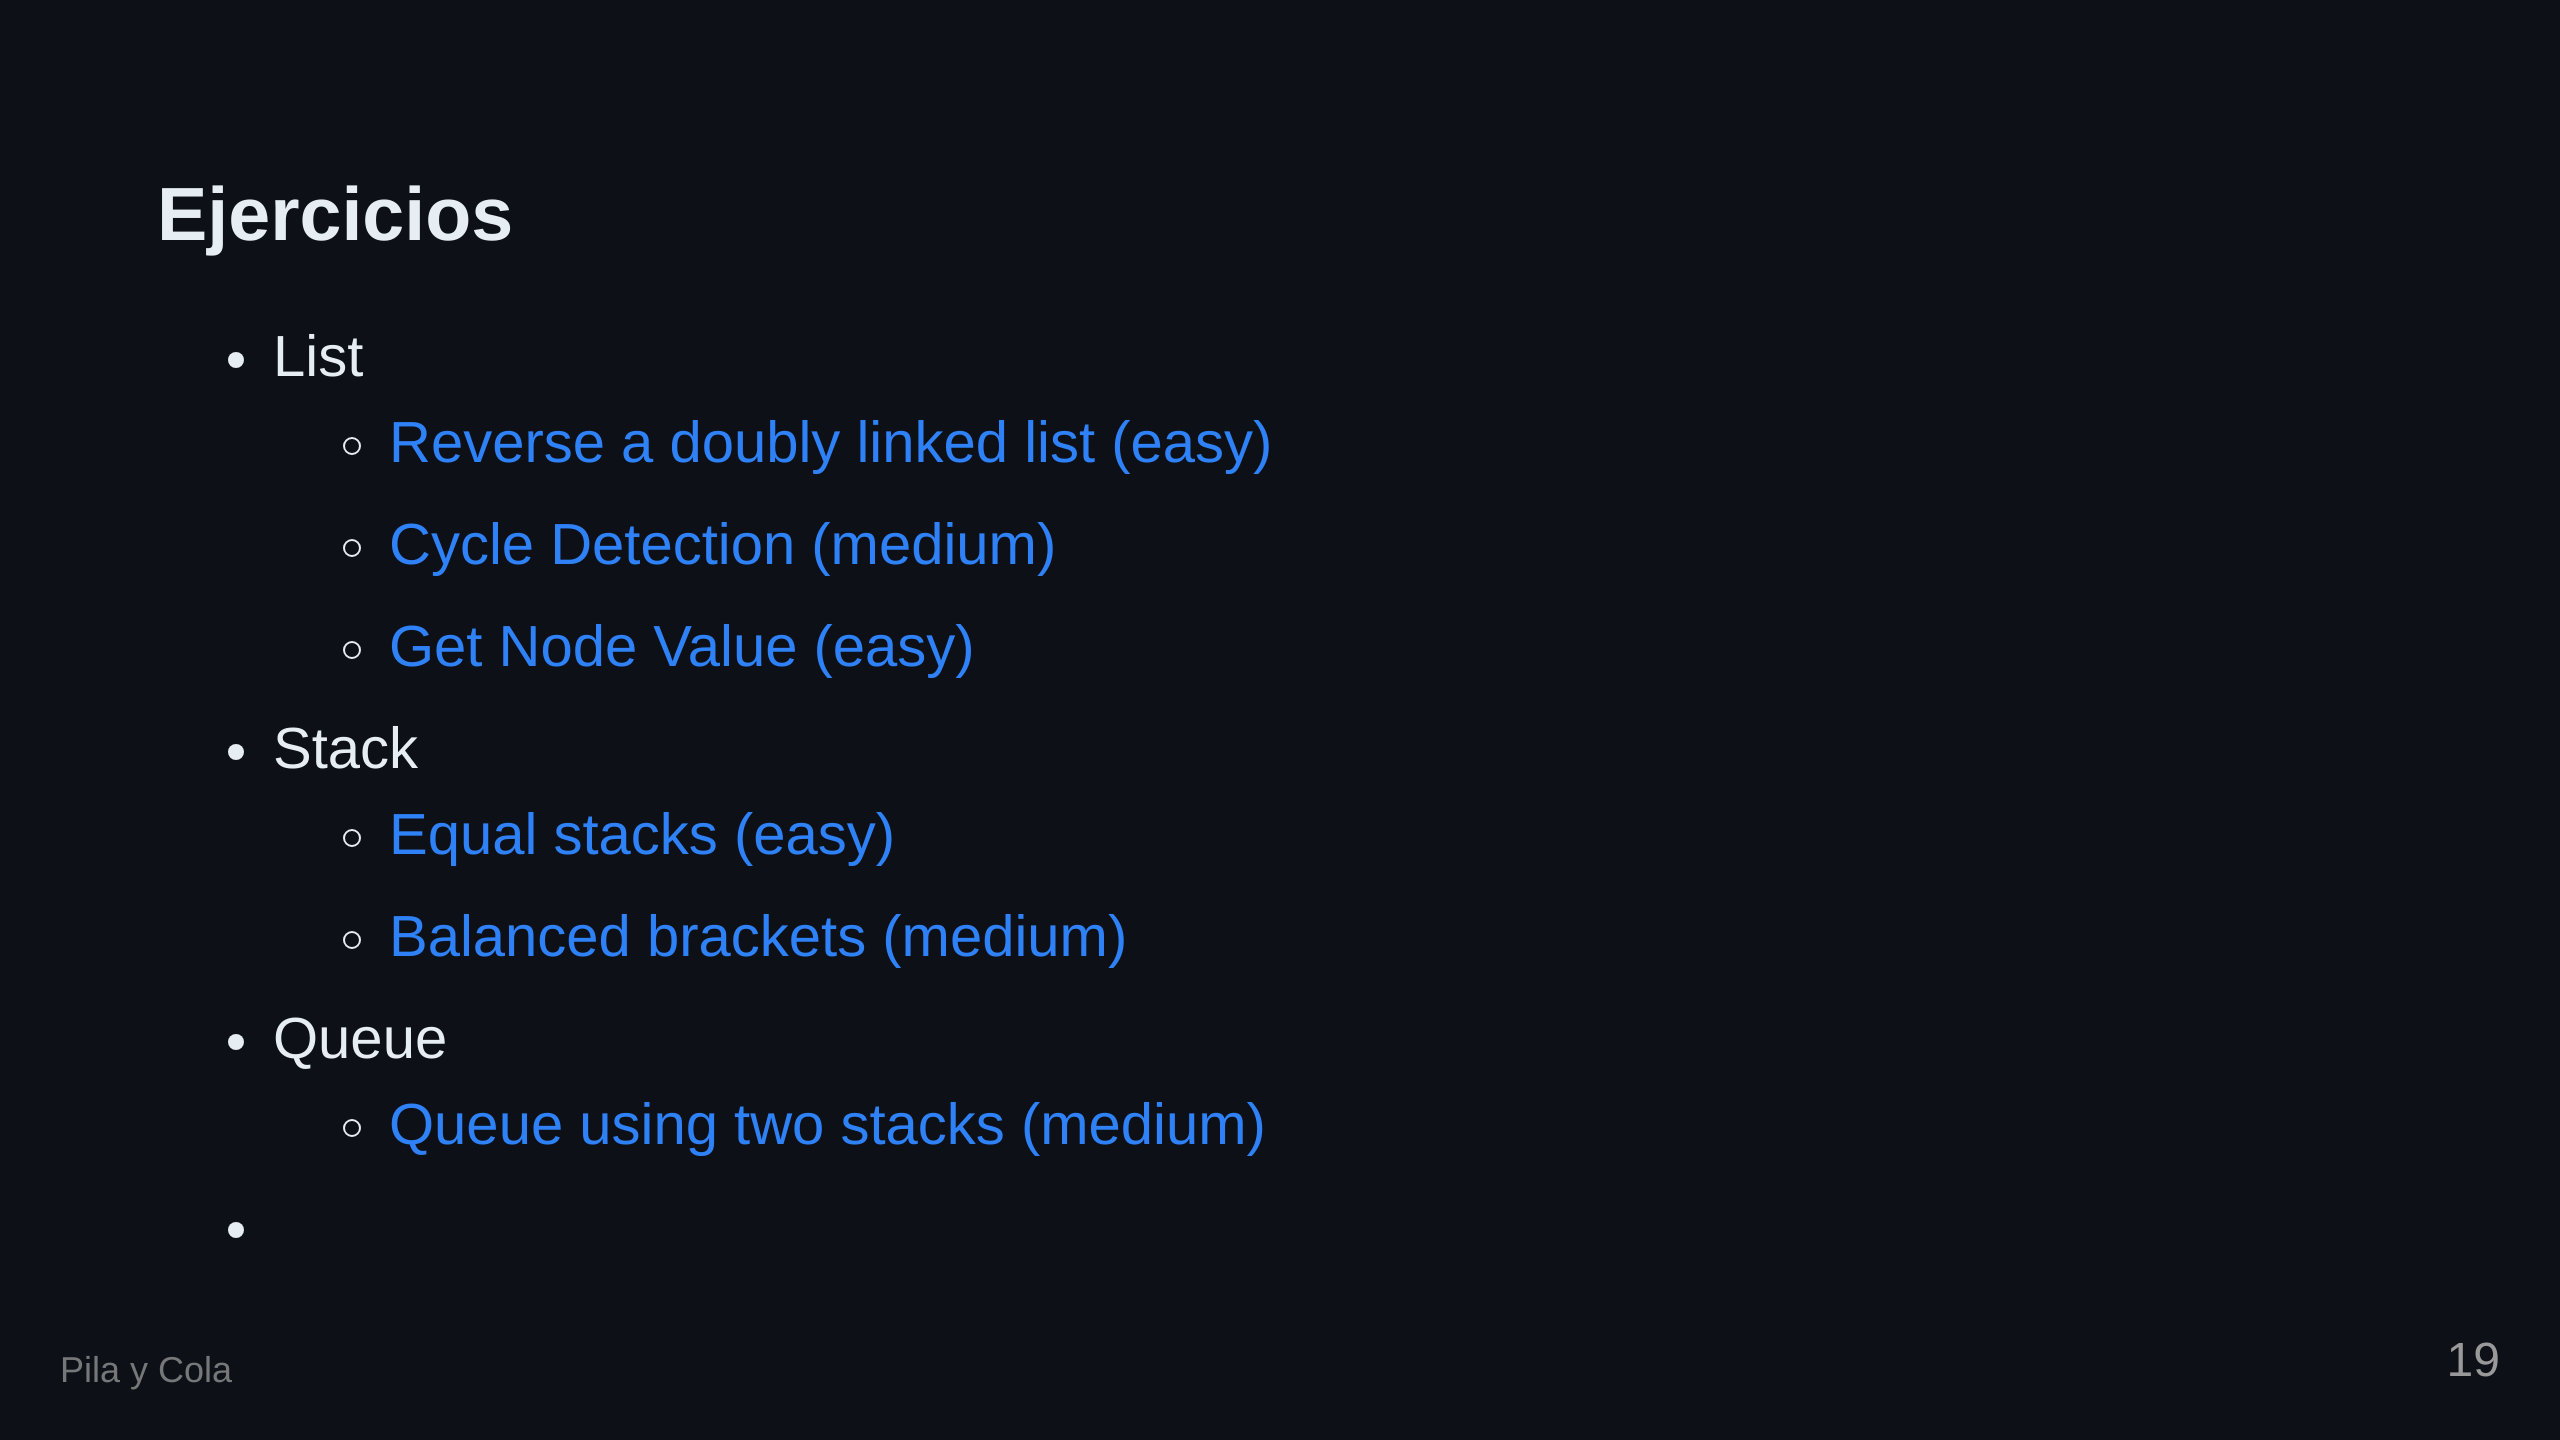 Ejercicios
List
Reverse a doubly linked list (easy)
Cycle Detection (medium)
Get Node Value (easy)
Stack
Equal stacks (easy)
Balanced brackets (medium)
Queue
Queue using two stacks (medium)
Pila y Cola
19